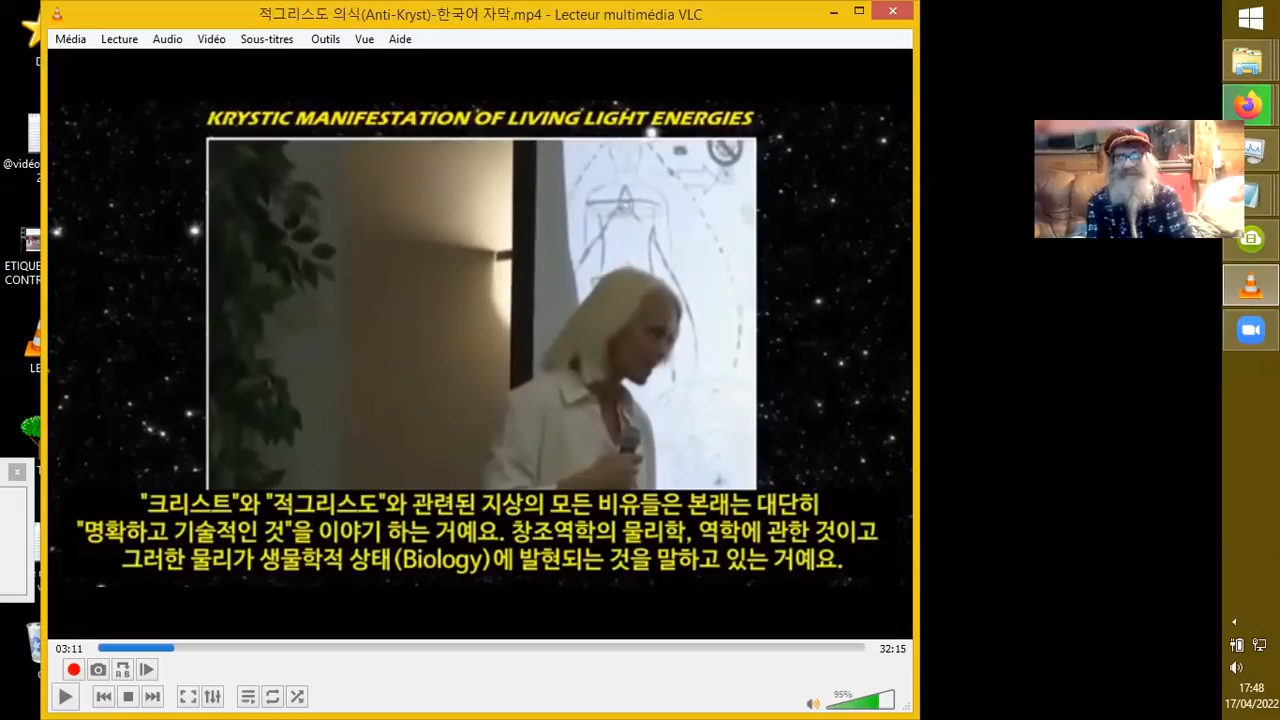 적그리스도 의식(Anti-Kryst)-한국어 자막.mp4 - Lecteur multimédia VLC
Média Lecture Audio Vidéo Sous-titres Outils Vue Aide
KRYSTIC MANIFESTATION OF LIVING LIGHT ENERGIES
@vidéo
ETIQUE
CONTR
"크리스트"와 "적그리스도"와 관련된 지상의 모든 비유들은 본래는 대단히
"명확하고 기술적인 것"을 이야기 하는 거예요. 창조역학의 물리학, 역학에 관한 것이고
그러한 물리가 생물학적 상태(Biology)에 발현되는 것을 말하고 있는 거예요.
03:11 32:15
95%
17:48
17/04/2022